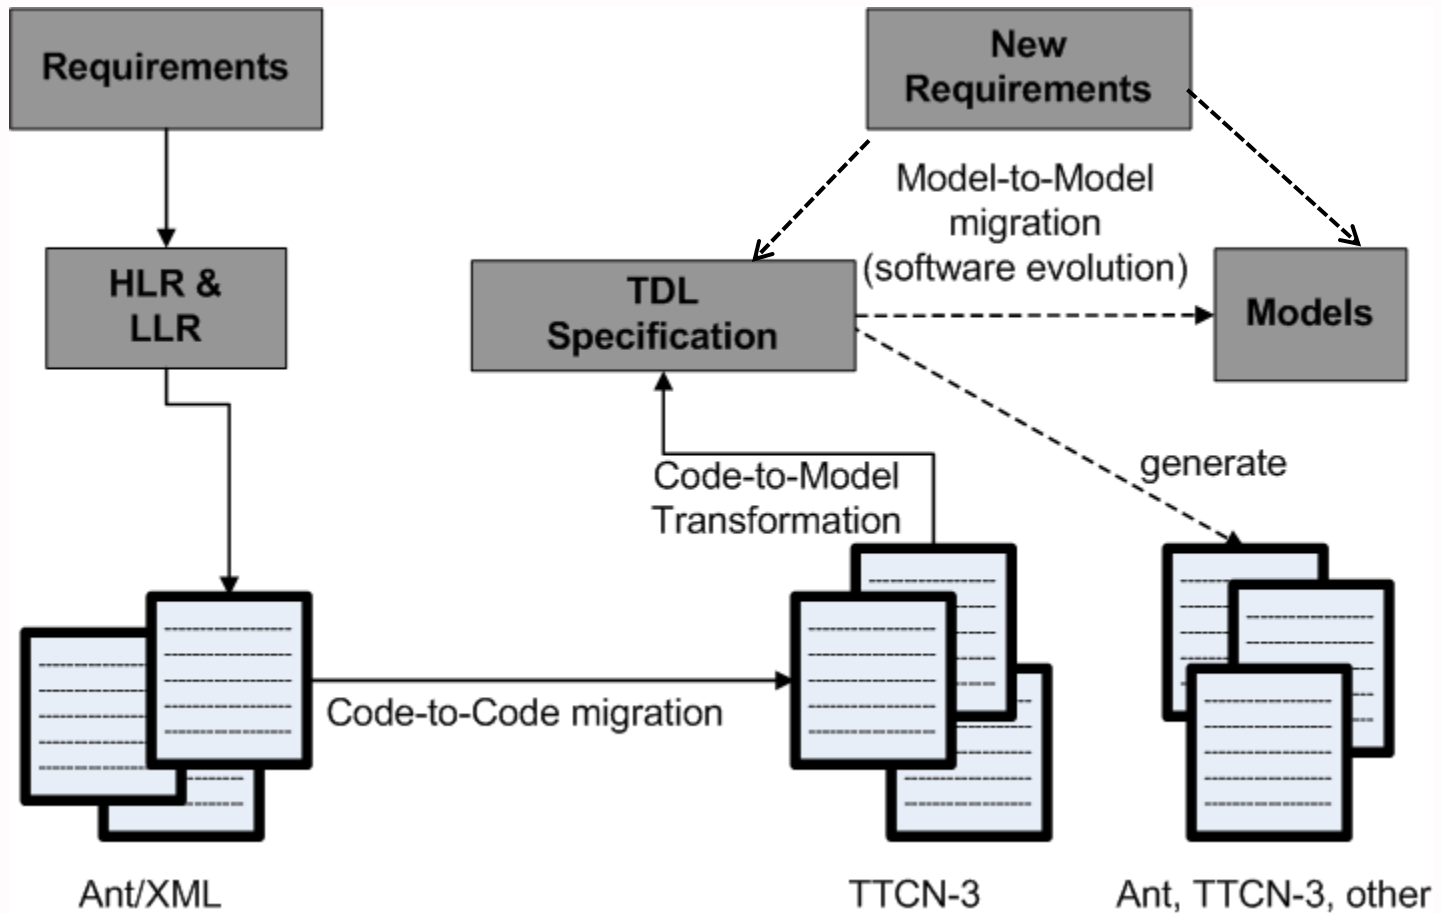 Requirements
New
Requirements
Model-to-Model
migration
(software evolution)
HLR &
LLR
TDL
Specification
Models
generate
Code-to-Model
Transformation
Code-to-Code migration
Ant/XML
TTCN-3
Ant, TTCN-3, other